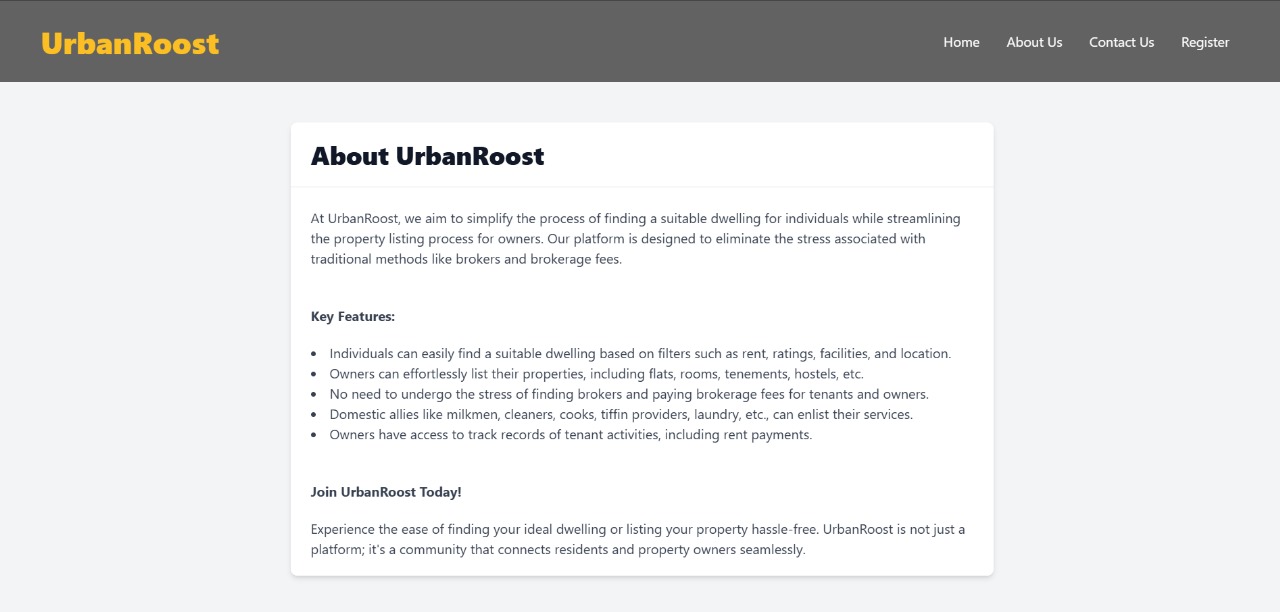 UrbanRoost
Home About Us Contact Us Register
About UrbanRoost
At UrbanRoost, we aim to simplify the process of finding a suitable dwelling for individuals while streamlining
the property listing process for owners. Our platform is designed to eliminate the stress associated with
traditional methods like brokers and brokerage fees.
Key Features:
• Individuals can easily find a suitable dwelling based on filters such as rent, ratings, facilities, and location.
• Owners can effortlessly list their properties, including flats, rooms, tenements, hostels, etc.
• No need to undergo the stress of finding brokers and paying brokerage fees for tenants and owners.
• Domestic allies like milkmen, cleaners, cooks, tiffin providers, laundry, etc., can enlist their services.
• Owners have access to track records of tenant activities, including rent payments.
Join UrbanRoost Today!
Experience the ease of finding your ideal dwelling or listing your property hassle-free. UrbanRoost is not just a
platform; it's a community that connects residents and property owners seamlessly.